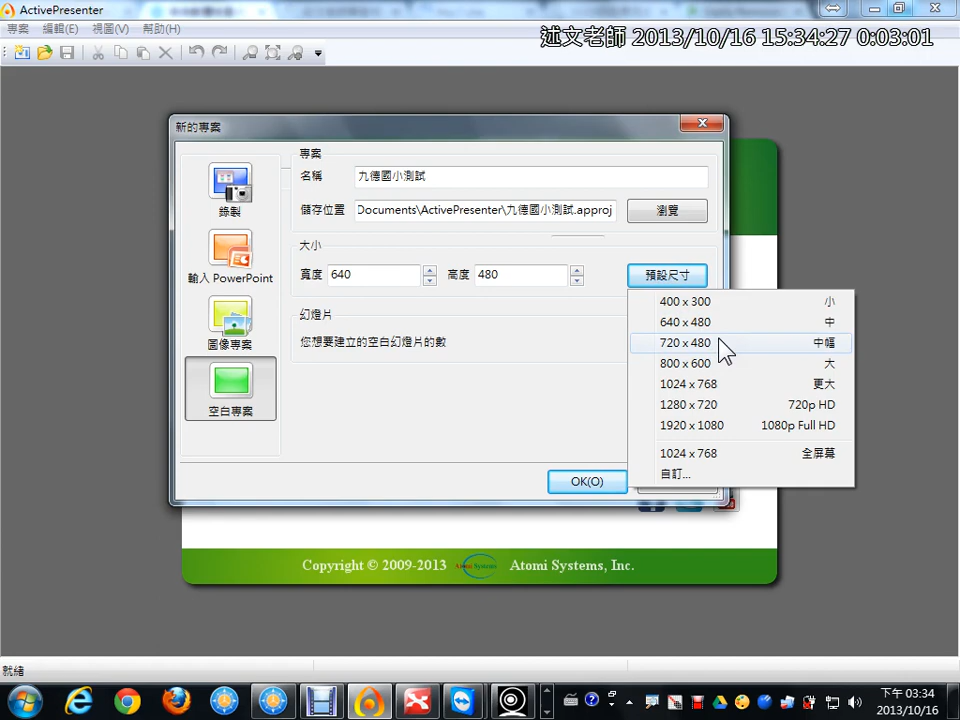 ActivePresenter
專案 編輯(E) 視圖(V) 幫助(H)
述文老師 2013/10/16 15:34:27 0:03:01
新的專案
錄製
輸入 PowerPoint
圖像專案
空白專案
專案
名稱 九德國小測試
儲存位置 Documents\ActivePresenter\九德國小測試.approj 瀏覽
大小
寬度 640 高度 480 預設尺寸
幻燈片
您想要建立的空白幻燈片的數
400 x 300 小
640 x 480 中
720 x 480 中幅
800 x 600 大
1024 x 768 更大
1280 x 720 720p HD
1920 x 1080 1080p Full HD
1024 x 768 全屏幕
自訂...
OK(O)
Copyright © 2009-2013 Atomi Systems Atomi Systems, Inc.
就緒
下午 03:34
2013/10/16